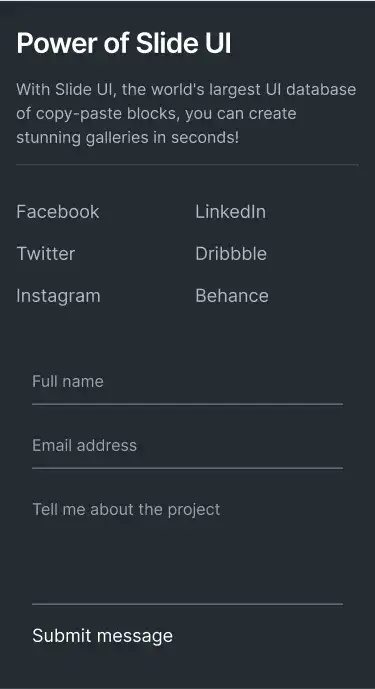 Power of Slide UI
With Slide UI, the world's largest UI database
of copy-paste blocks, you can create
stunning galleries in seconds!
Facebook
LinkedIn
Twitter
Dribbble
Instagram
Behance
Full name
Email address
Tell me about the project
Submit message